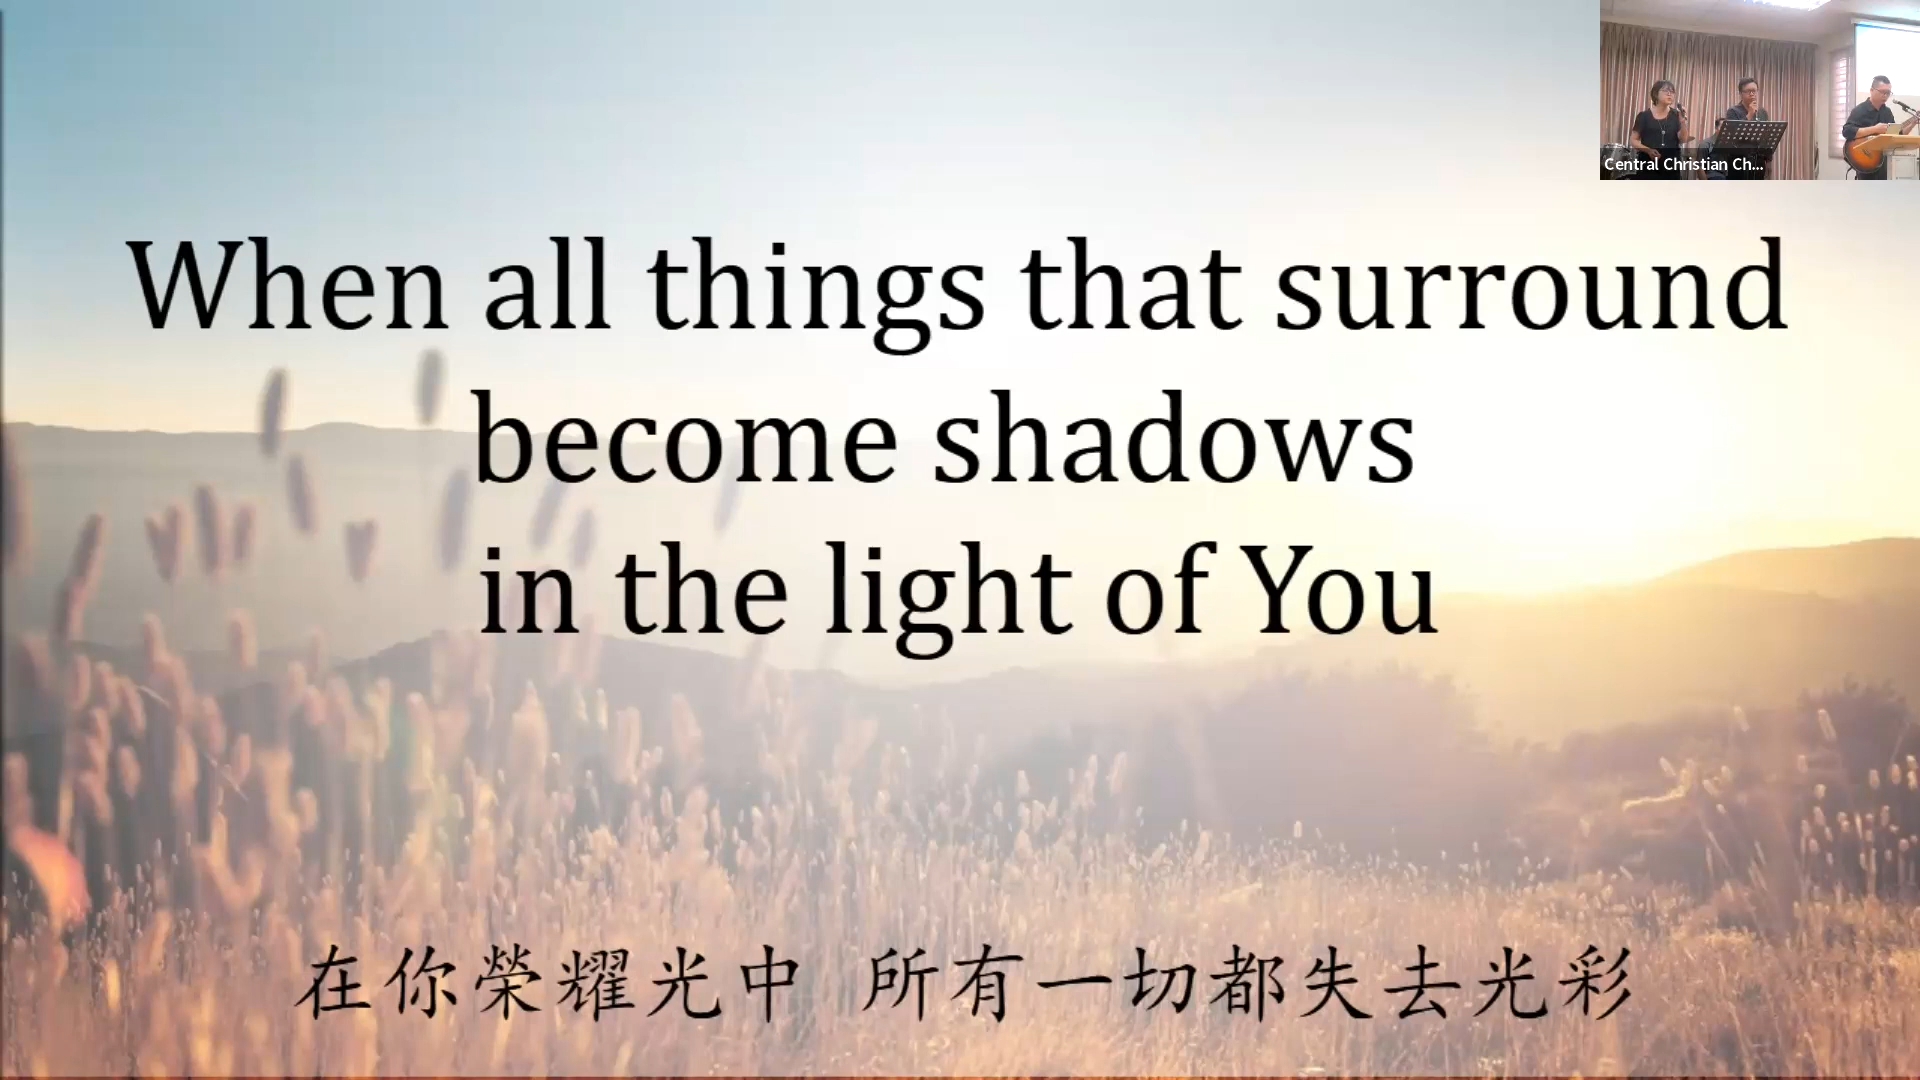 Central Christian Ch...
When all things that surround
become shadows
in the light of You
在你榮耀光中 所有一切都失去光彩